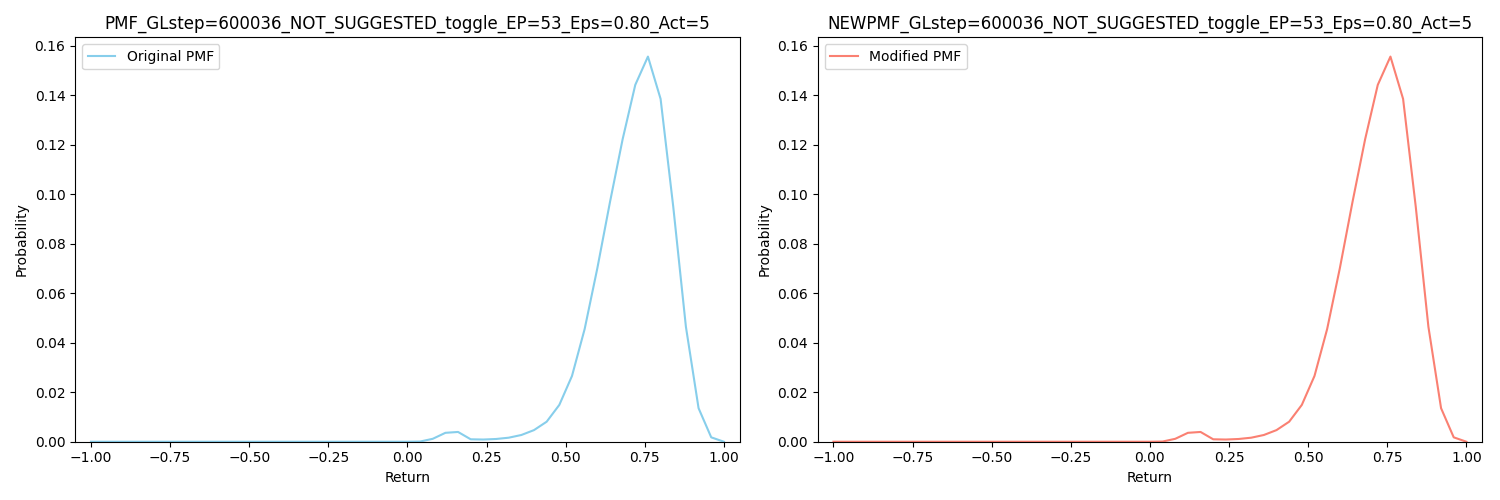 PMF_GLstep=600036_NOT_SUGGESTED_toggle_EP=53_Eps=0.80_Act=5
Original PMF
Probability
0.16
0.14
0.12
0.10
0.08
0.06
0.04
0.02
0.00
−1.00 −0.75 −0.50 −0.25 0.00 0.25 0.50 0.75 1.00
Return
NEWPMF_GLstep=600036_NOT_SUGGESTED_toggle_EP=53_Eps=0.80_Act=5
Modified PMF
Probability
0.16
0.14
0.12
0.10
0.08
0.06
0.04
0.02
0.00
−1.00 −0.75 −0.50 −0.25 0.00 0.25 0.50 0.75 1.00
Return